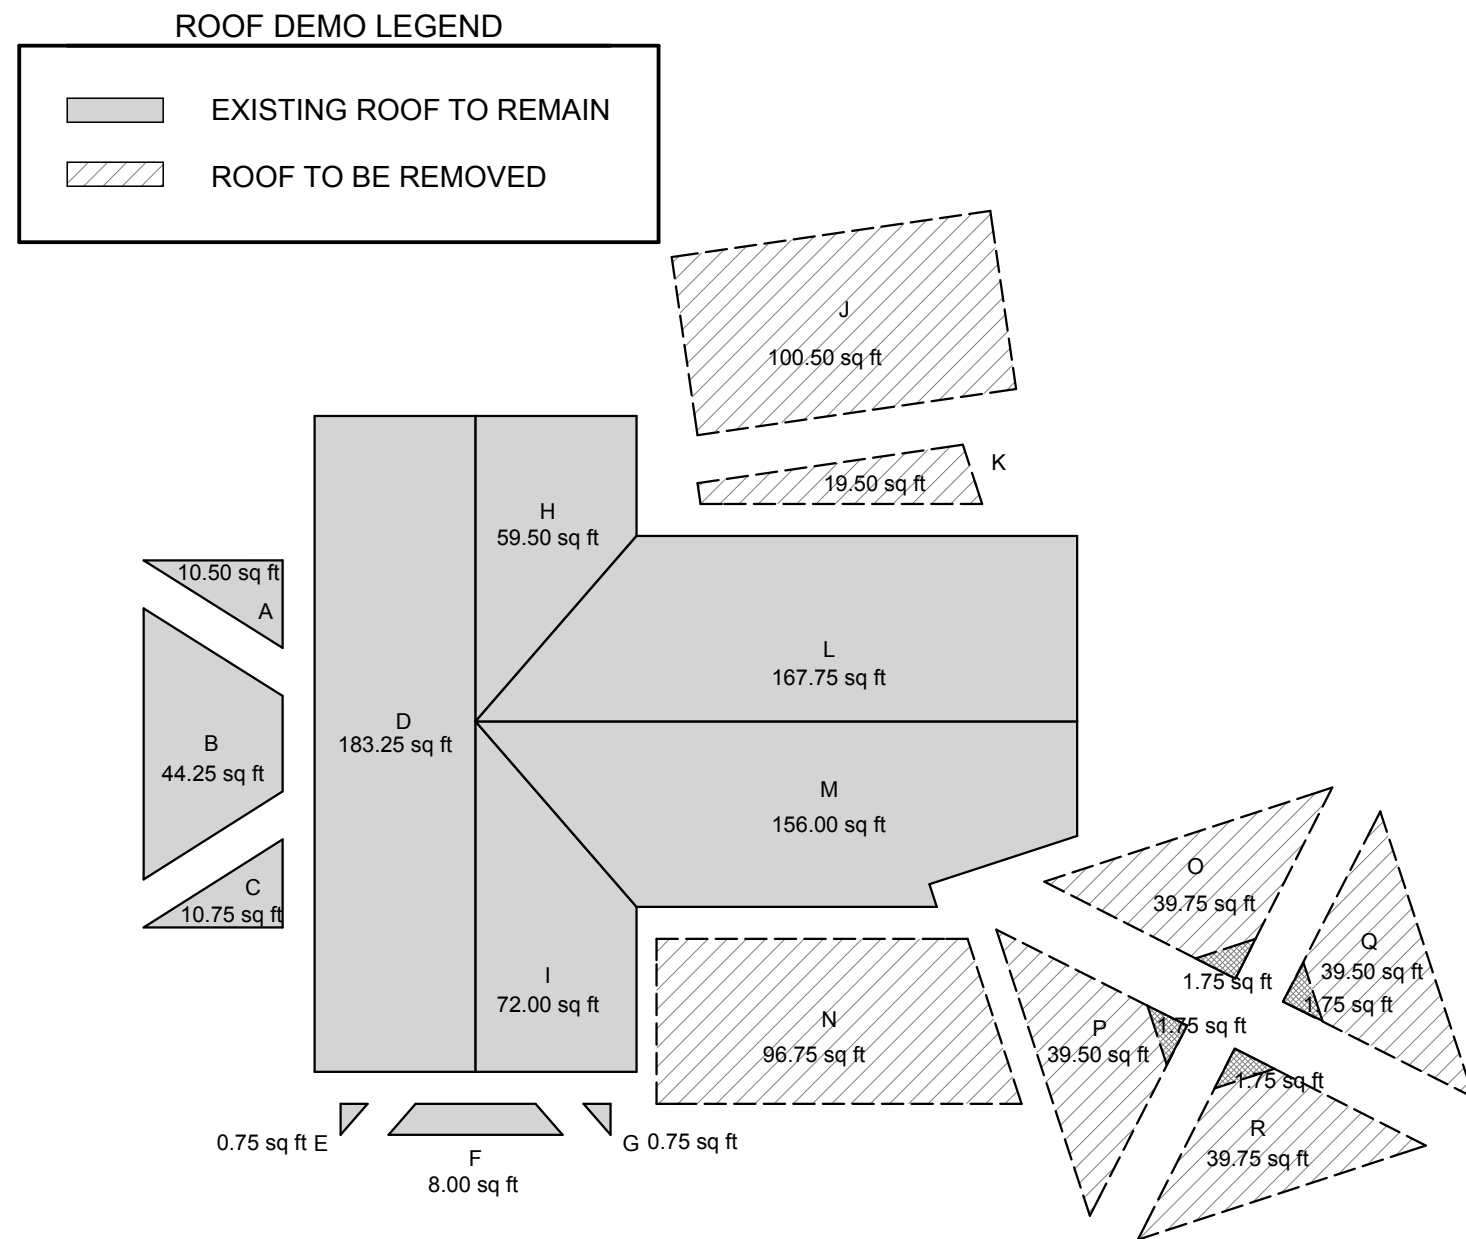 ROOF DEMO LEGEND
EXISTING ROOF TO REMAIN
ROOF TO BE REMOVED
J
100.50 sq ft
K
19.50 sq ft
H
59.50 sq ft
10.50 sq ft
A
L
167.75 sq ft
D
183.25 sq ft
B
44.25 sq ft
M
156.00 sq ft
C
10.75 sq ft
O
39.75 sq ft
1.75 sq ft
Q
39.50 sq ft
1.75 sq ft
I
72.00 sq ft
N
96.75 sq ft
P
39.50 sq ft
1.75 sq ft
1.75 sq ft
R
39.75 sq ft
0.75 sq ft E
F
8.00 sq ft
G 0.75 sq ft